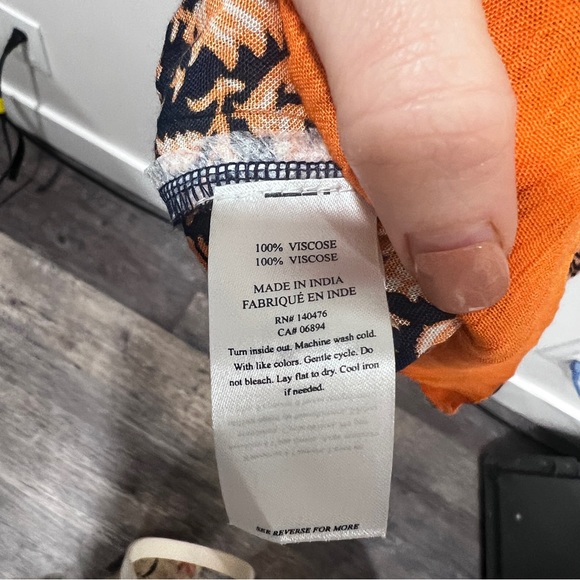 100% VISCOSE
100% VISCOSE
MADE IN INDIA
FABRIQUÉ EN INDE
RN# 140476
CA# 06894
Turn inside out. Machine wash cold.
With like colors. Gentle cycle. Do
not bleach. Lay flat to dry. Cool iron
if needed.
SEE REVERSE FOR MORE